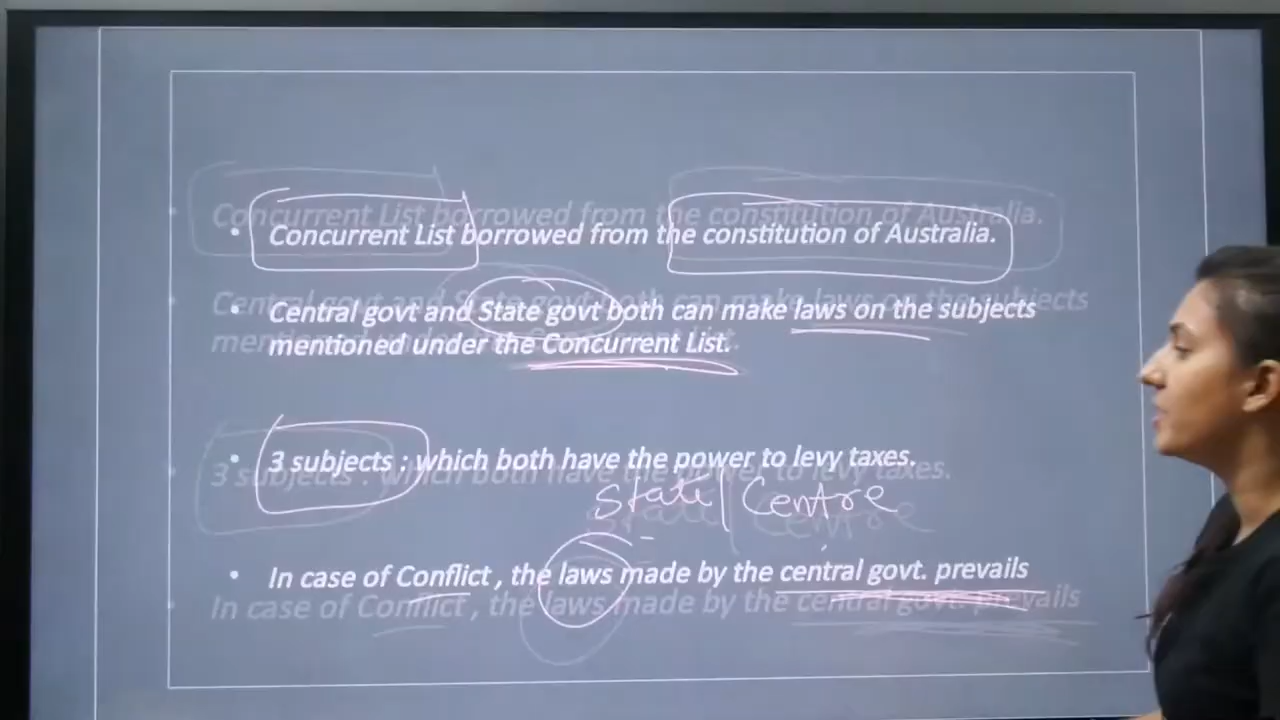 • Concurrent List borrowed from the constitution of Australia.
• Central govt and State govt both can make laws on the subjects
mentioned under the Concurrent List.
• 3 subjects : which both have the power to levy taxes.
State/Centre
• In case of Conflict , the laws made by the central govt. prevails